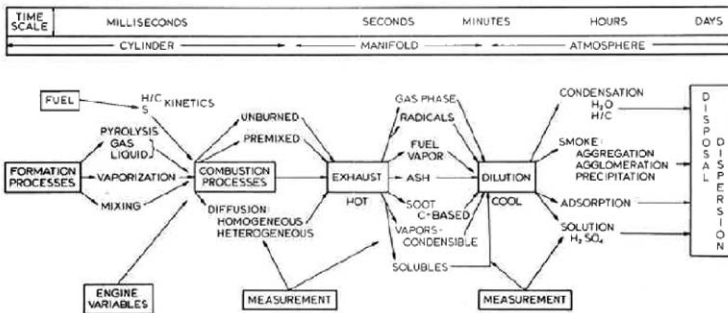 TIME SCALE
MILLISECONDS
SECONDS
MINUTES
HOURS
DAYS
CYLINDER
MANIFOLD
ATMOSPHERE
FUEL
H/C
S
KINETICS
PYROLYSIS
GAS
LIQUID
FORMATION PROCESSES
VAPORIZATION
MIXING
ENGINE VARIABLES
UNBURNED
PREMIXED
COMBUSTION PROCESSES
DIFFUSION:
HOMOGENEOUS
HETEROGENEOUS
MEASUREMENT
EXHAUST
HOT
GAS PHASE
RADICALS
FUEL VAPOR
ASH
SOOT
C-BASED
VAPORS-
CONDENSIBLE
SOLUBLES
DILUTION
COOL
MEASUREMENT
CONDENSATION
H₂O
H/C
SMOKE:
AGGREGATION
AGGLOMERATION
PRECIPITATION
ADSORPTION
SOLUTION
H₂SO₄
DISPOSAL
DISPERSION